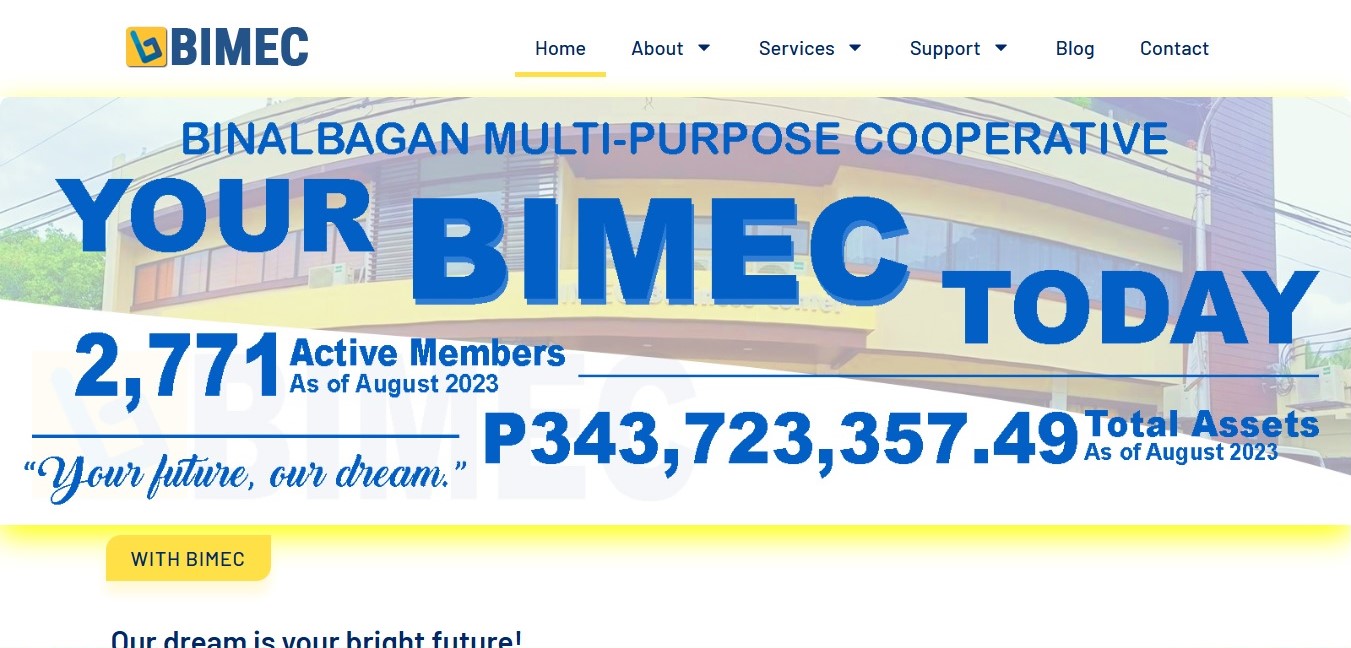 BIMEC
Home About Services Support Blog Contact
BINALBAGAN MULTI-PURPOSE COOPERATIVE
YOUR BIMEC TODAY
2,771 Active Members
As of August 2023
P343,723,357.49 Total Assets
As of August 2023
“Your future, our dream.”
BIMEC
WITH BIMEC
Our dream is your bright future!